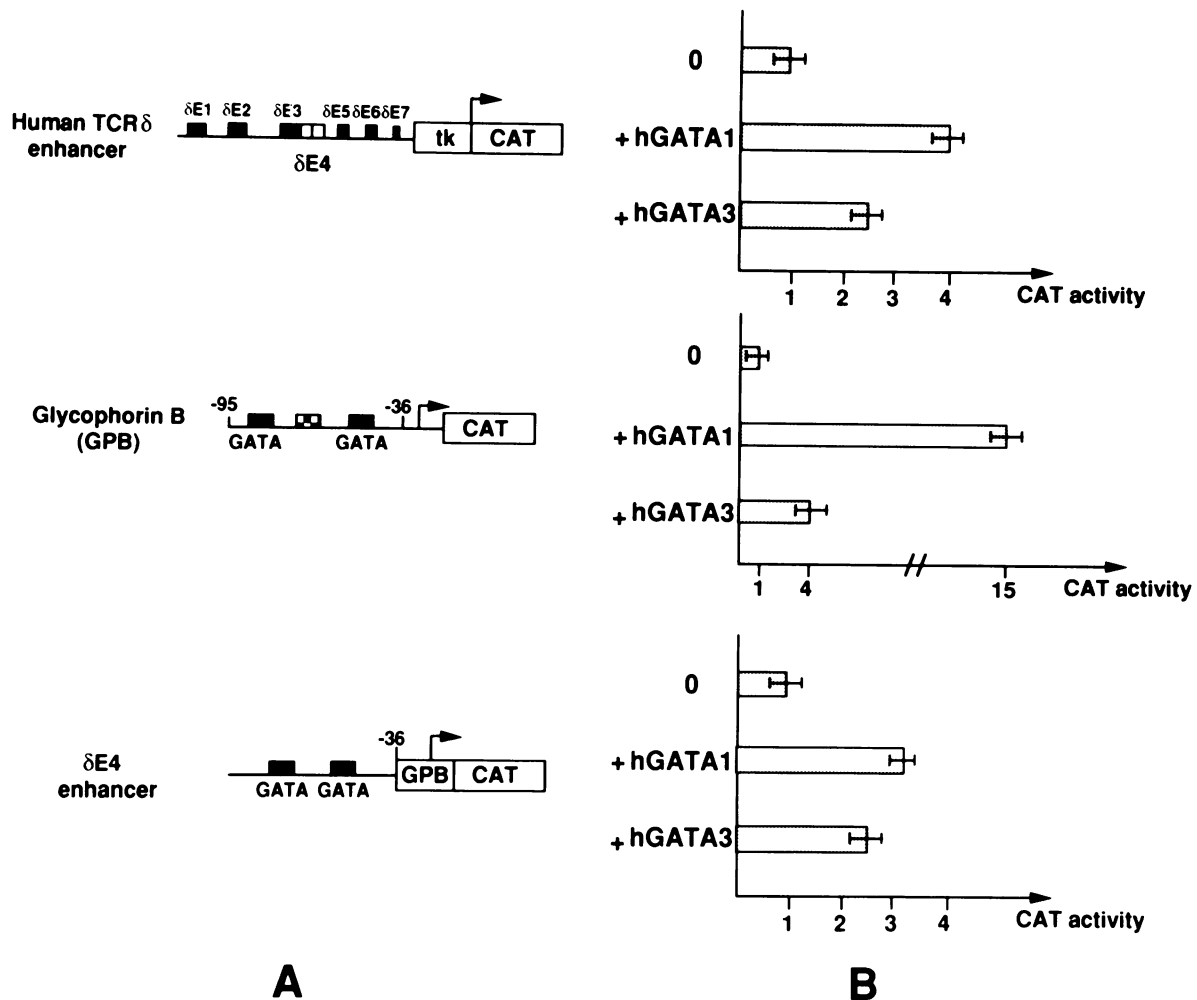 δE1 δE2 δE3 δE5 δE6 δE7
Human TCRδ
enhancer
tk CAT
δE4
0
+ hGATA1
+ hGATA3
1 2 3 4
CAT activity
Glycophorin B
(GPB)
-95 -36
GATA GATA
CAT
0
+ hGATA1
+ hGATA3
1 4 15
CAT activity
δE4
enhancer
-36
GATA GATA
GPB CAT
0
+ hGATA1
+ hGATA3
1 2 3 4
CAT activity
A B